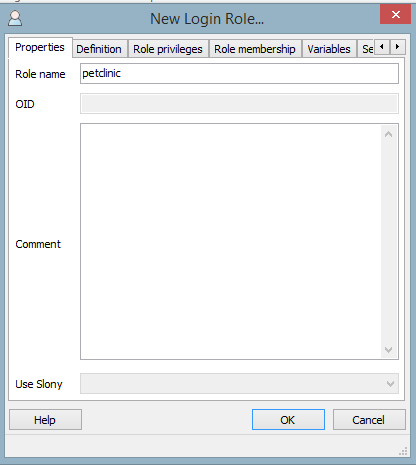 New Login Role...
Properties Definition Role privileges Role membership Variables Se
Role name petclinic
OID
Comment
Use Slony
Help OK Cancel